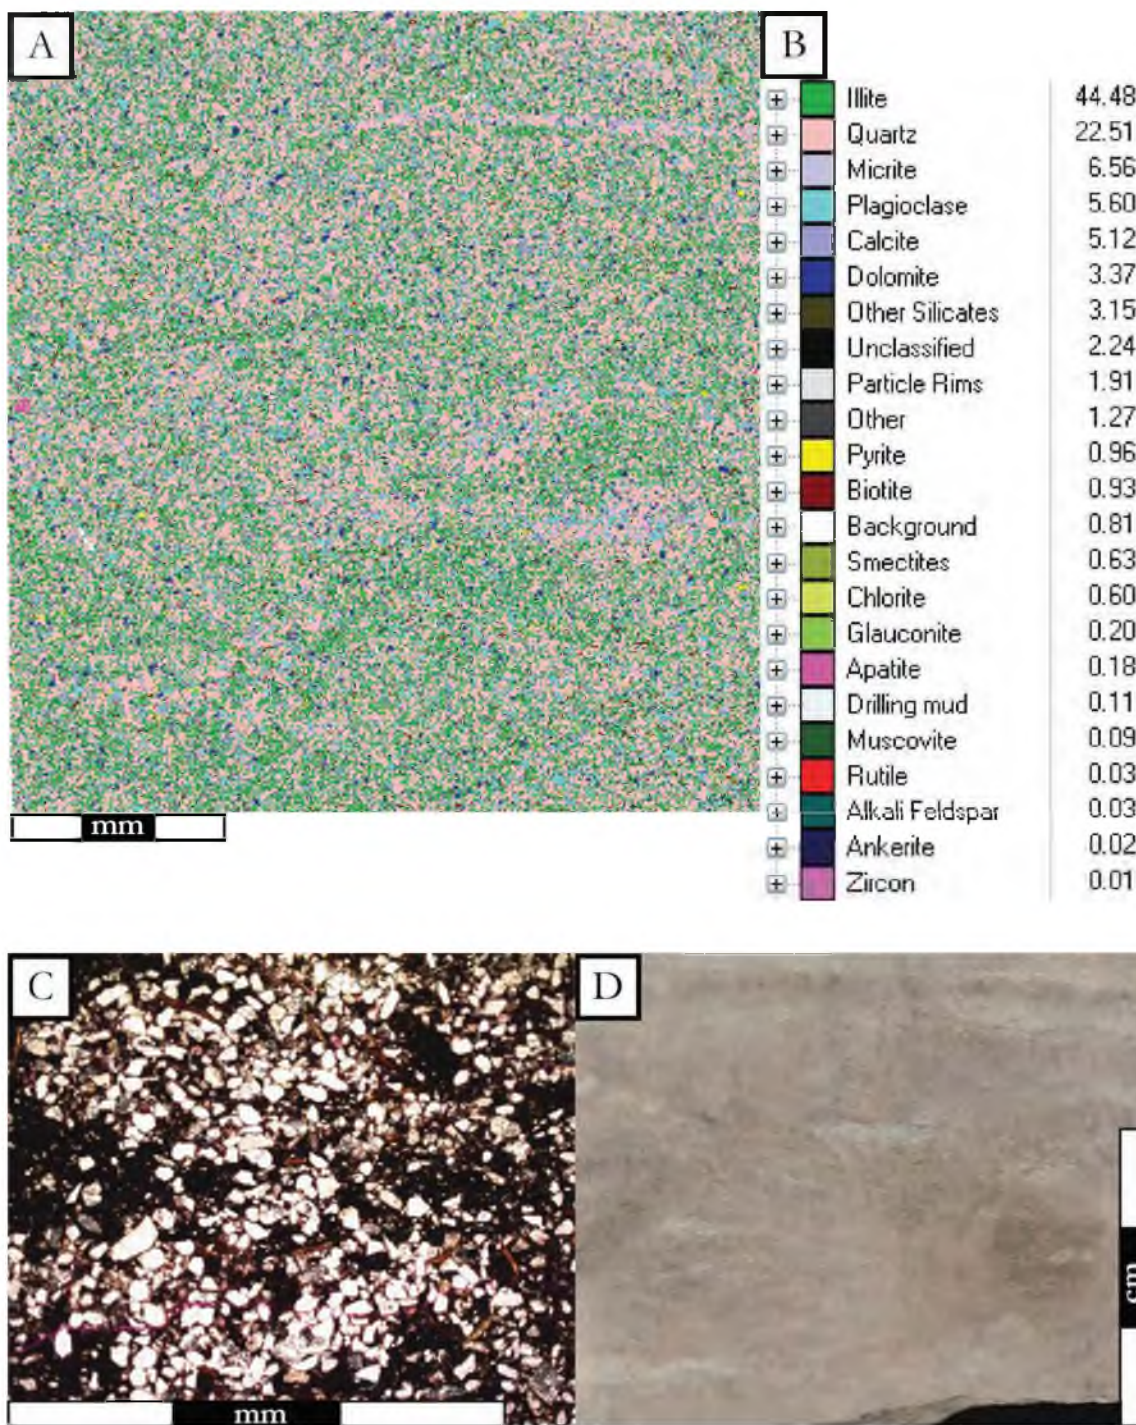 A
B
Illite 44.48
Quartz 22.51
Micrite 6.56
Plagioclase 5.60
Calcite 5.12
Dolomite 3.37
Other Silicates 3.15
Unclassified 2.24
Particle Rims 1.91
Other 1.27
Pyrite 0.96
Biotite 0.93
Background 0.81
Smectites 0.63
Chlorite 0.60
Glauconite 0.20
Apatite 0.18
Drilling mud 0.11
Muscovite 0.09
Rutile 0.03
Alkali Feldspar 0.03
Ankerite 0.02
Zircon 0.01
mm
C
D
cm
mm